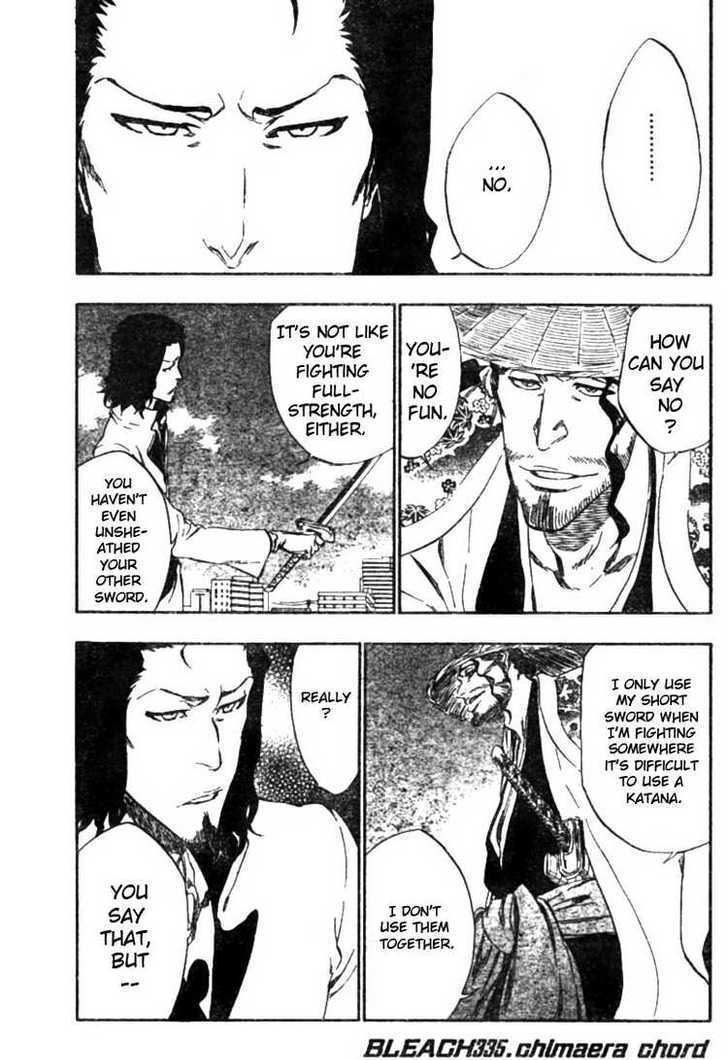 .........
...
NO.
HOW
CAN YOU
SAY
NO
?
YOU-
'RE
NO
FUN.
IT'S NOT LIKE
YOU'RE
FIGHTING
FULL-
STRENGTH,
EITHER.
YOU
HAVEN'T
EVEN
UNSHE-
ATHED
YOUR
OTHER
SWORD.
I ONLY USE
MY SHORT
SWORD WHEN
I'M FIGHTING
SOMEWHERE
IT'S DIFFICULT
TO USE A
KATANA.
I DON'T
USE THEM
TOGETHER.
REALLY
?
YOU
SAY
THAT,
BUT
--
BLEACH335.chimaera chord